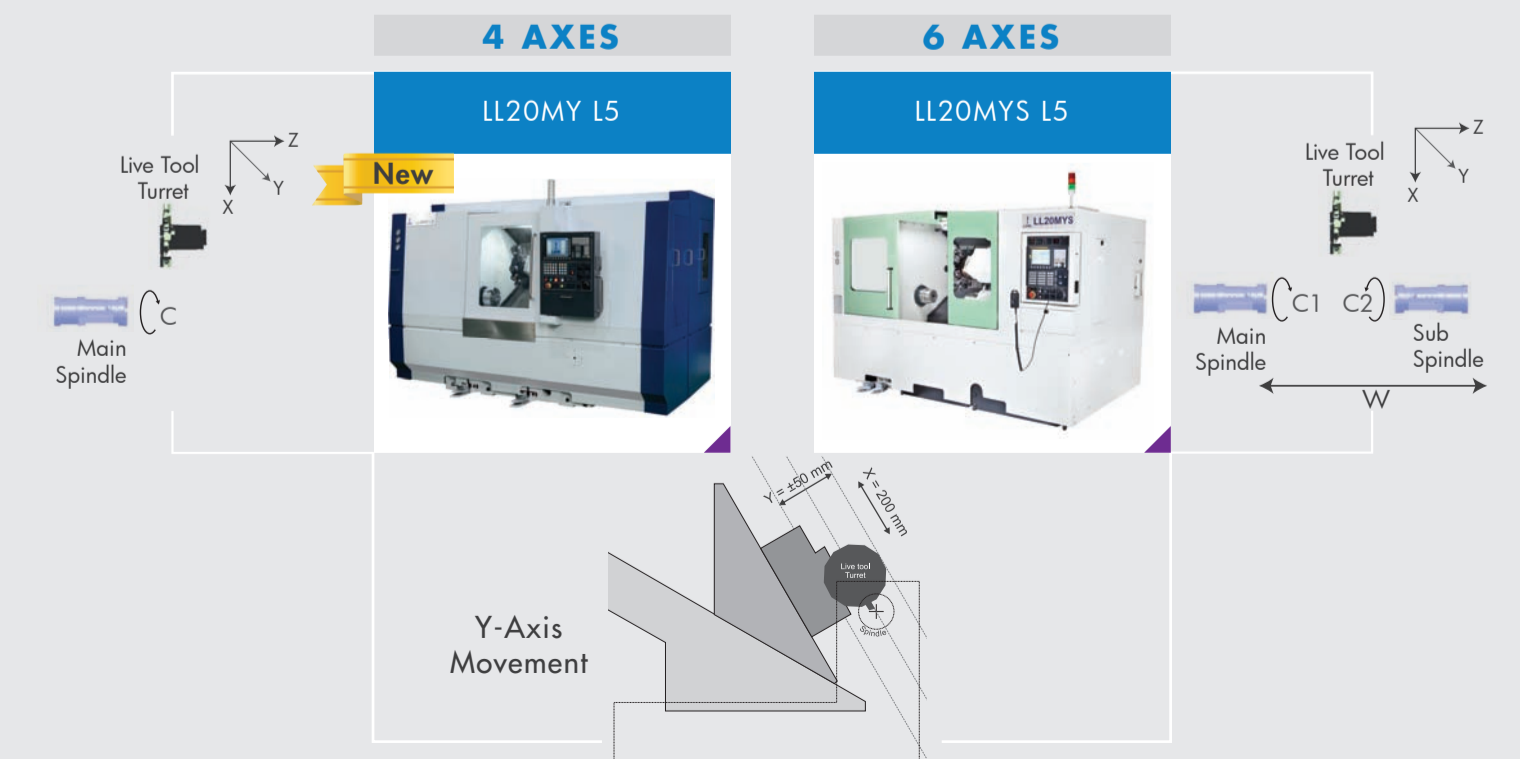 4 AXES
6 AXES
LL20MY L5
LL20MYS L5
New
Live Tool
Turret
Z
Y
X
C
Main
Spindle
LL20MYS
Live Tool
Turret
Z
Y
X
C1
C2
Main
Spindle
Sub
Spindle
W
Y-Axis
Movement
Y = ±50 mm
X = 200 mm
Live tool
Turret
Spindle